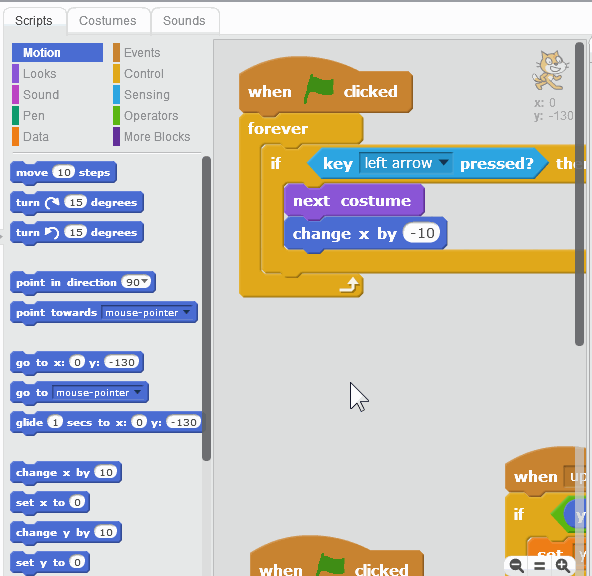 Scripts Costumes Sounds
Motion Events
Looks Control
Sound Sensing
Pen Operators
Data More Blocks
move 10 steps
turn 15 degrees
turn 15 degrees
point in direction 90
point towards mouse-pointer
go to x: 0 y: -130
go to mouse-pointer
glide 1 secs to x: 0 y: -130
change x by 10
set x to 0
change y by 10
set y to 0
x: 0
y: -130
when clicked
forever
if key left arrow pressed?
next costume
change x by -10
when
if
set
when clicked